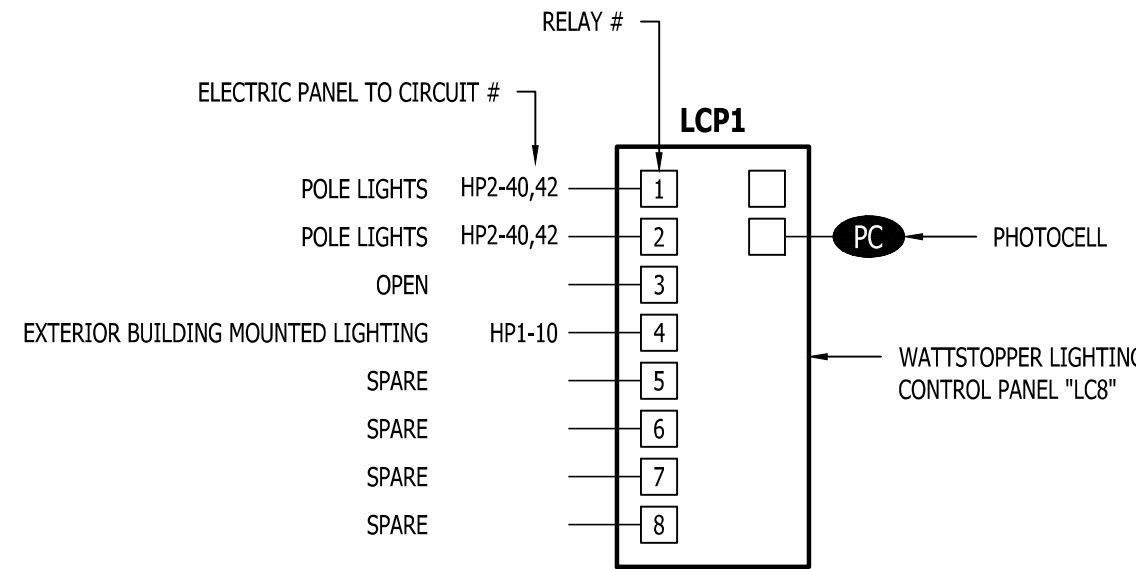 RELAY #
ELECTRIC PANEL TO CIRCUIT #
LCP1
POLE LIGHTS HP2-40,42 1
POLE LIGHTS HP2-40,42 2 PC PHOTOCELL
OPEN 3
EXTERIOR BUILDING MOUNTED LIGHTING HP1-10 4
WATTSTOPPER LIGHTING
CONTROL PANEL "LC8"
SPARE 5
SPARE 6
SPARE 7
SPARE 8